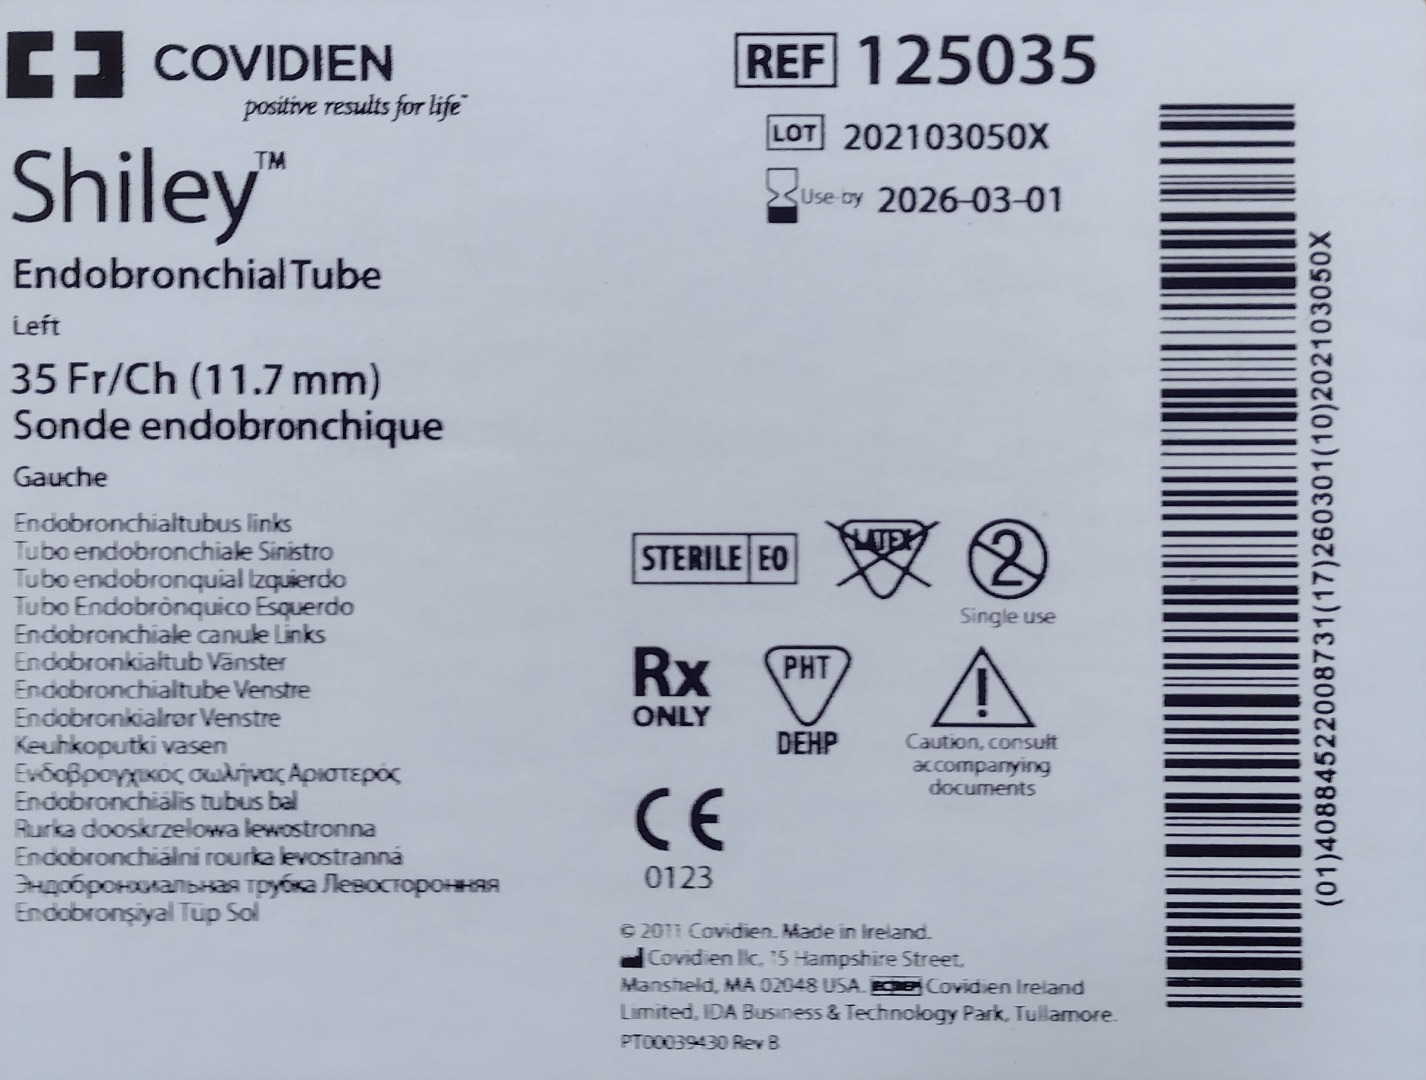 COVIDIEN
positive results for life™
Shiley™
Endobronchial Tube
Left
35 Fr/Ch (11.7 mm)
Sonde endobronchique
Gauche
Endobronchialtubus links
Tubo endobronchiale Sinistro
Tubo endobronquial Izquierdo
Tubo Endobrônquico Esquerdo
Endobronchiale canule Links
Endobronkialtub Vänster
Endobronchialtube Venstre
Endobronkialrør Venstre
Keuhkoputki vasen
Ενδοβρογχικός σωλήνας Αριστερός
Endobronchiális tubus bal
Rurka dooskrzelowa lewostronna
Endobronchiální rourka levostranná
Эндобронхиальная трубка Левосторонняя
Endobronşiyal Tüp Sol
REF 125035
LOT 202103050X
Use-by 2026-03-01
STERILE EO
LATEX
2
Single use
Rx
ONLY
PHT
DEHP
!
Caution, consult
accompanying
documents
CE
0123
© 2011 Covidien. Made in Ireland.
Covidien llc, 15 Hampshire Street,
Mansfield, MA 02048 USA. EC REP Covidien Ireland
Limited, IDA Business & Technology Park, Tullamore.
PT00039430 Rev B
(01)40884522008731(17)260301(10)202103050X